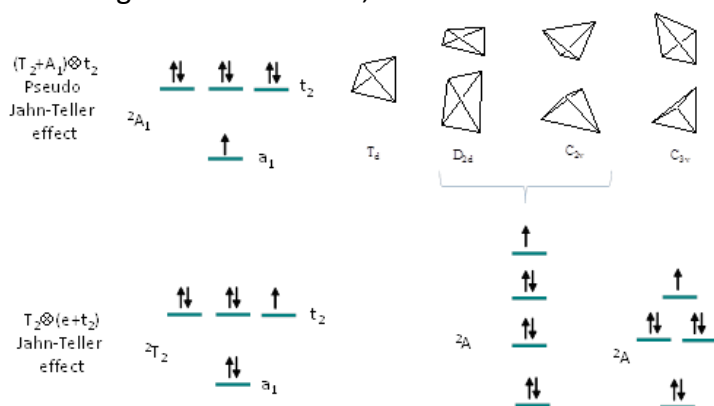 (T₂+A₁)⊗t₂
Pseudo
Jahn-Teller
effect
t₂
²A₁
a₁
T_d
D₂d
C₂ᵥ
C₃ᵥ
T₂⊗(e+t₂)
Jahn-Teller
effect
t₂
²T₂
a₁
²A
²A